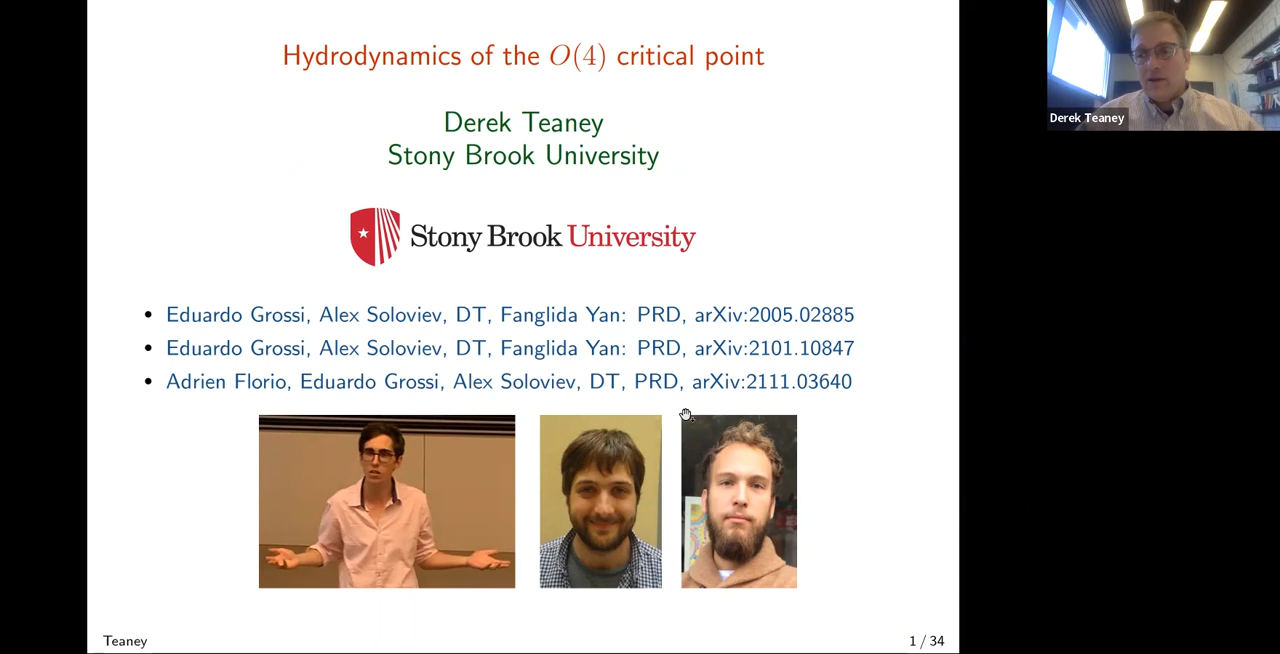 Hydrodynamics of the O(4) critical point
Derek Teaney
Stony Brook University
Stony Brook University
• Eduardo Grossi, Alex Soloviev, DT, Fanglida Yan: PRD, arXiv:2005.02885
• Eduardo Grossi, Alex Soloviev, DT, Fanglida Yan: PRD, arXiv:2101.10847
• Adrien Florio, Eduardo Grossi, Alex Soloviev, DT, PRD, arXiv:2111.03640
Teaney
1 / 34
Derek Teaney